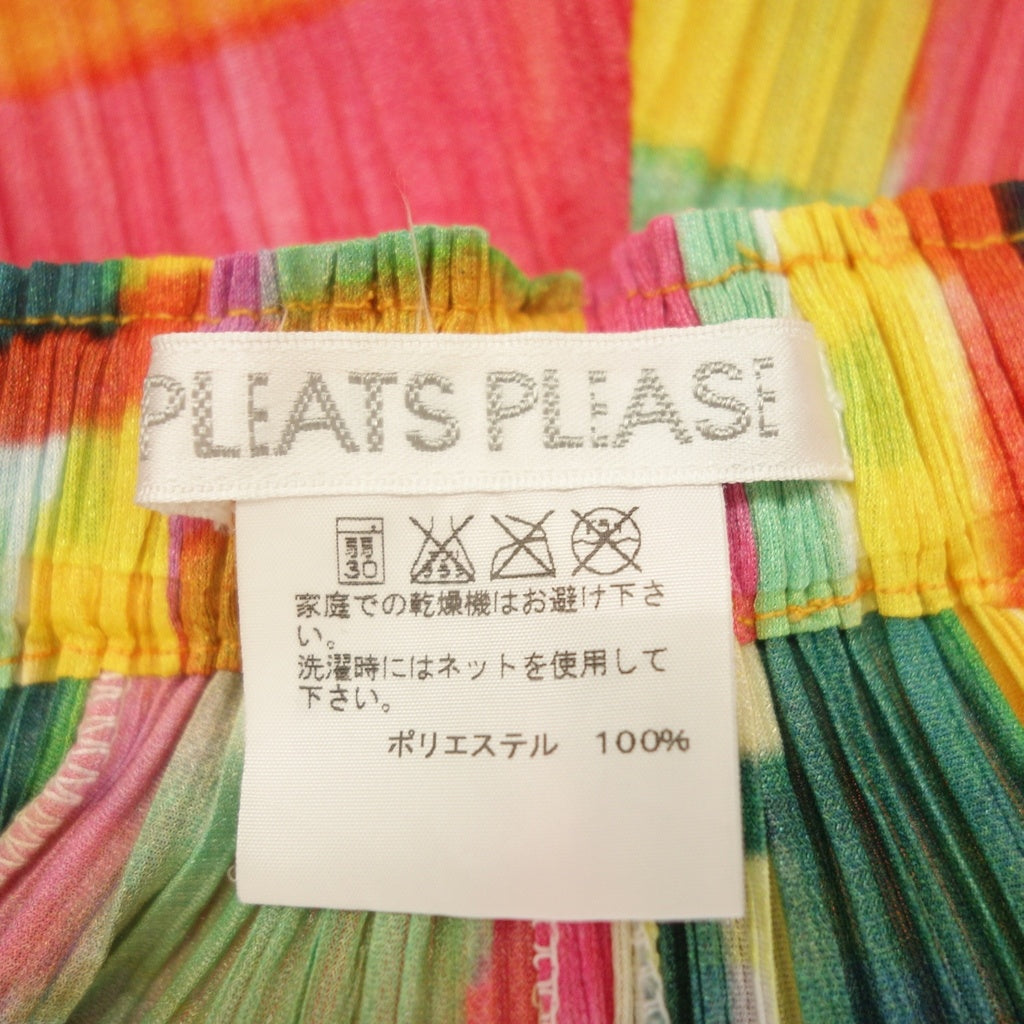 PLEATS PLEASE
弱
30
家庭での乾燥機はお避け下さ
い。
洗濯時にはネットを使用して
下さい。
ポリエステル 100%